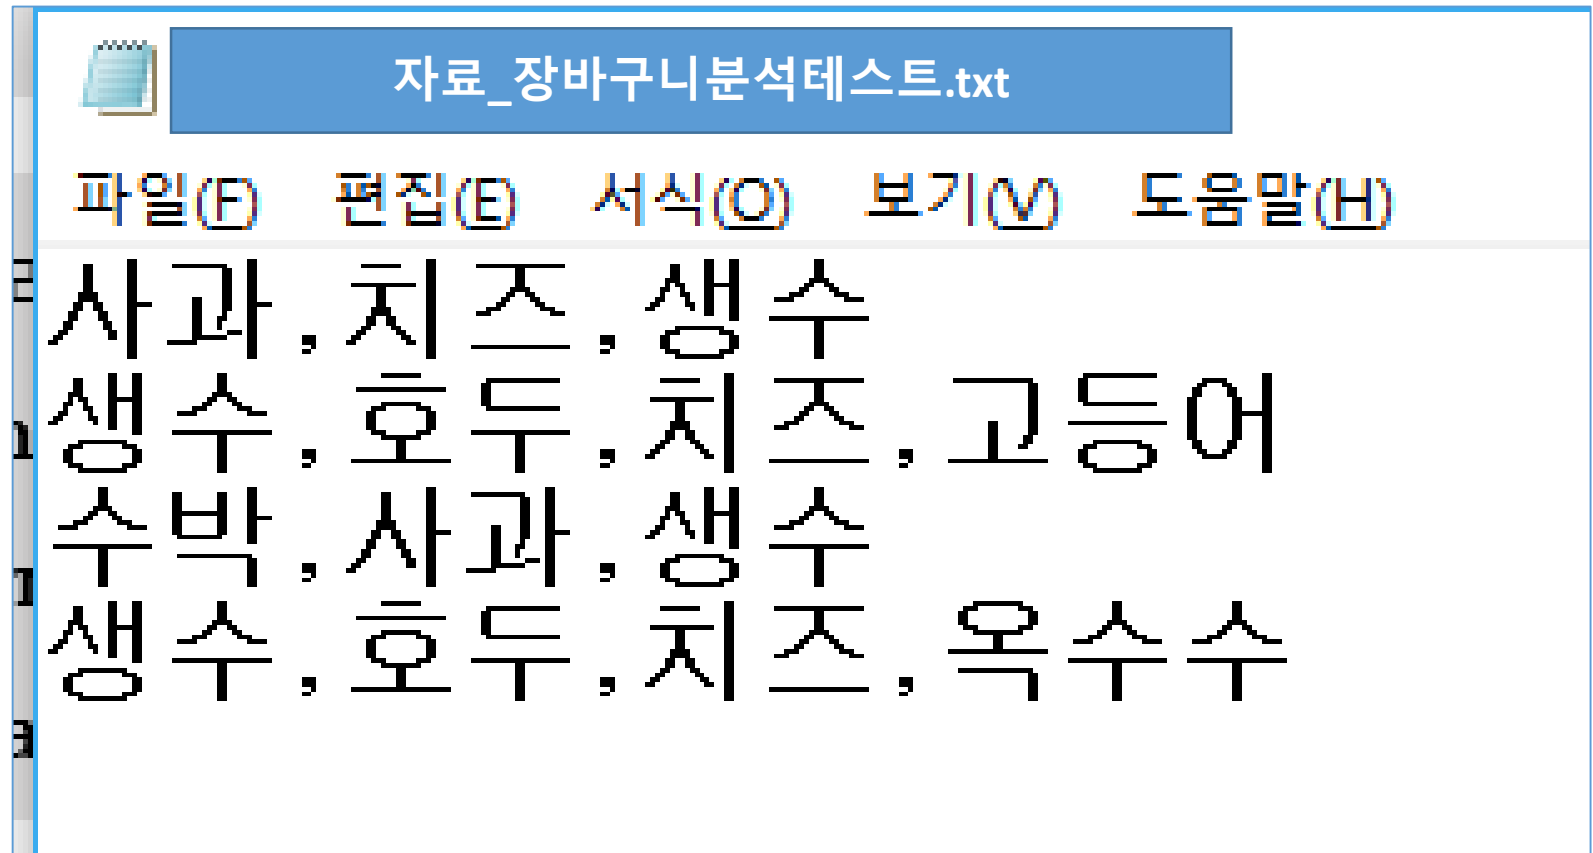 자료_장바구니분석테스트.txt
파일(F) 편집(E) 서식(O) 보기(V) 도움말(H)
사과,치즈,생수
생수,호두,치즈,고등어
수박,사과,생수
생수,호두,치즈,옥수수